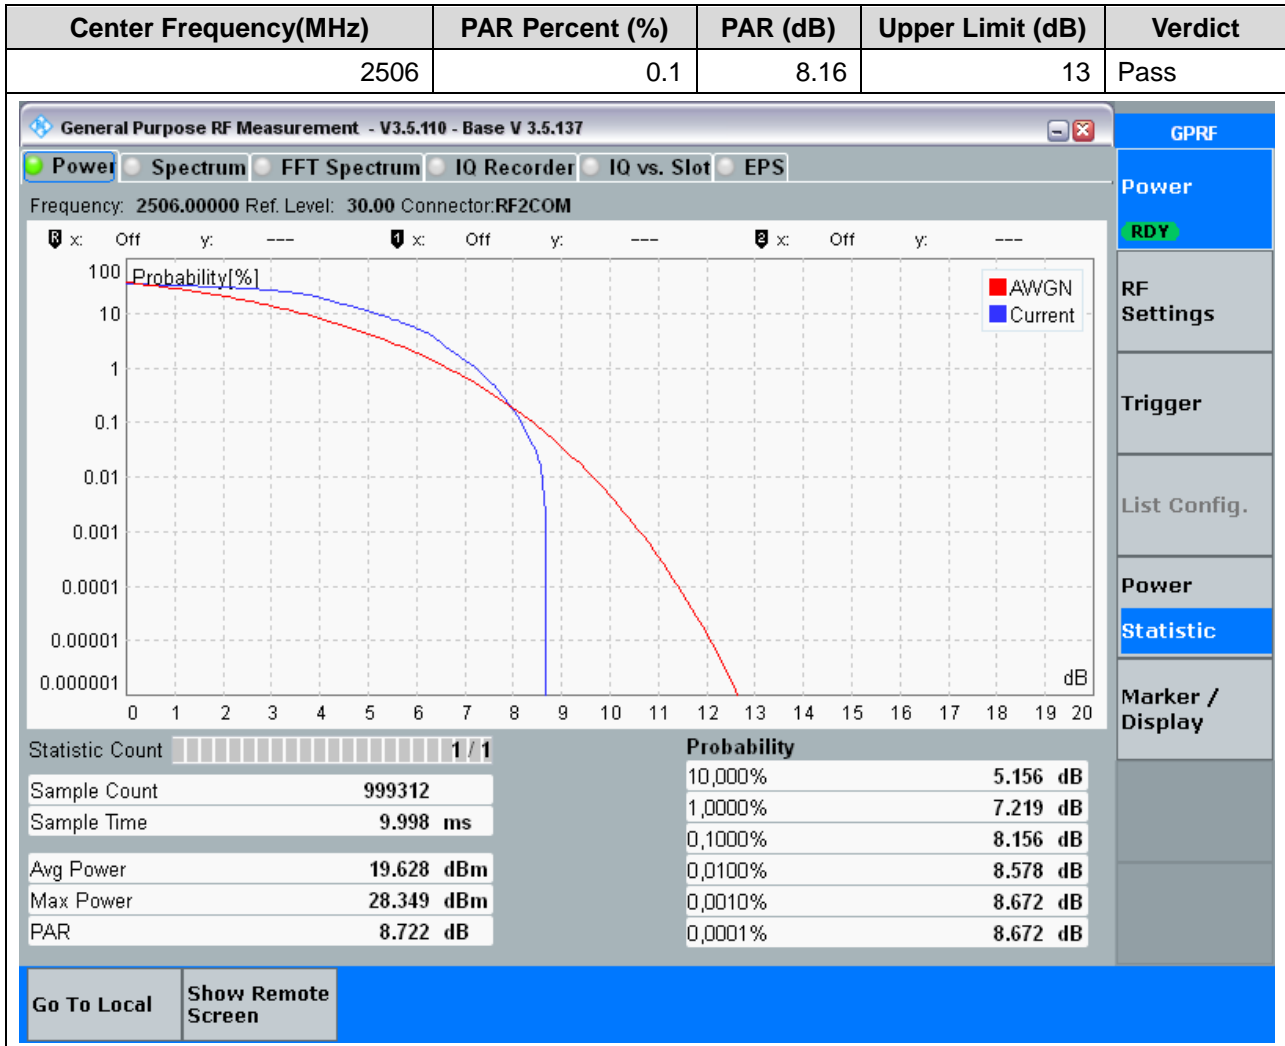 Center Frequency(MHz) PAR Percent (%) PAR (dB) Upper Limit (dB) Verdict
2506 0.1 8.16 13 Pass
General Purpose RF Measurement - V3.5.110 - Base V 3.5.137
Power Spectrum FFT Spectrum IQ Recorder IQ vs. Slot EPS
Frequency: 2506.00000 Ref. Level: 30.00 Connector:RF2COM
R x: Off y: --- 1 x: Off y: --- 2 x: Off y: ---
Probability[%]
100
10
1
0.1
0.01
0.001
0.0001
0.00001
0.000001
AWGN
Current
dB
0 1 2 3 4 5 6 7 8 9 10 11 12 13 14 15 16 17 18 19 20
Statistic Count 1 / 1
Sample Count 999312
Sample Time 9.998 ms
Avg Power 19.628 dBm
Max Power 28.349 dBm
PAR 8.722 dB
Probability
10,000% 5.156 dB
1,0000% 7.219 dB
0,1000% 8.156 dB
0,0100% 8.578 dB
0,0010% 8.672 dB
0,0001% 8.672 dB
GPRF
Power
RDY
RF
Settings
Trigger
List Config.
Power
Statistic
Marker /
Display
Go To Local
Show Remote
Screen